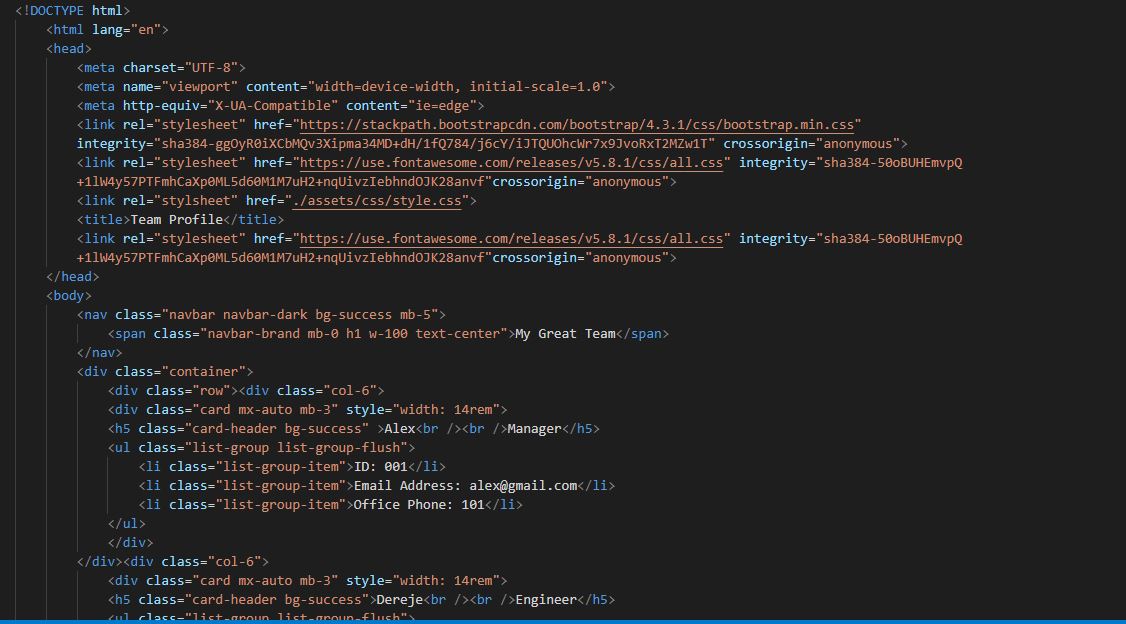 <!DOCTYPE html>
<html lang="en">
<head>
<meta charset="UTF-8">
<meta name="viewport" content="width=device-width, initial-scale=1.0">
<meta http-equiv="X-UA-Compatible" content="ie=edge">
<link rel="stylesheet" href="https://stackpath.bootstrapcdn.com/bootstrap/4.3.1/css/bootstrap.min.css"
integrity="sha384-ggOyR0iXCbMQv3Xipma34MD+dH/1fQ784/j6cY/iJTQUOhcWr7x9JvoRxT2MZw1T" crossorigin="anonymous">
<link rel="stylesheet" href="https://use.fontawesome.com/releases/v5.8.1/css/all.css" integrity="sha384-50oBUHEmvpQ
+1lW4y57PTFmhCaXp0ML5d60M1M7uH2+nqUivzIebhndOJK28anvf"crossorigin="anonymous">
<link rel="stylsheet" href="./assets/css/style.css">
<title>Team Profile</title>
<link rel="stylesheet" href="https://use.fontawesome.com/releases/v5.8.1/css/all.css" integrity="sha384-50oBUHEmvpQ
+1lW4y57PTFmhCaXp0ML5d60M1M7uH2+nqUivzIebhndOJK28anvf"crossorigin="anonymous">
</head>
<body>
<nav class="navbar navbar-dark bg-success mb-5">
<span class="navbar-brand mb-0 h1 w-100 text-center">My Great Team</span>
</nav>
<div class="container">
<div class="row"><div class="col-6">
<div class="card mx-auto mb-3" style="width: 14rem">
<h5 class="card-header bg-success" >Alex<br /><br />Manager</h5>
<ul class="list-group list-group-flush">
<li class="list-group-item">ID: 001</li>
<li class="list-group-item">Email Address: alex@gmail.com</li>
<li class="list-group-item">Office Phone: 101</li>
</ul>
</div>
</div><div class="col-6">
<div class="card mx-auto mb-3" style="width: 14rem">
<h5 class="card-header bg-success">Dereje<br /><br />Engineer</h5>
<ul class="list-group list-group-flush">